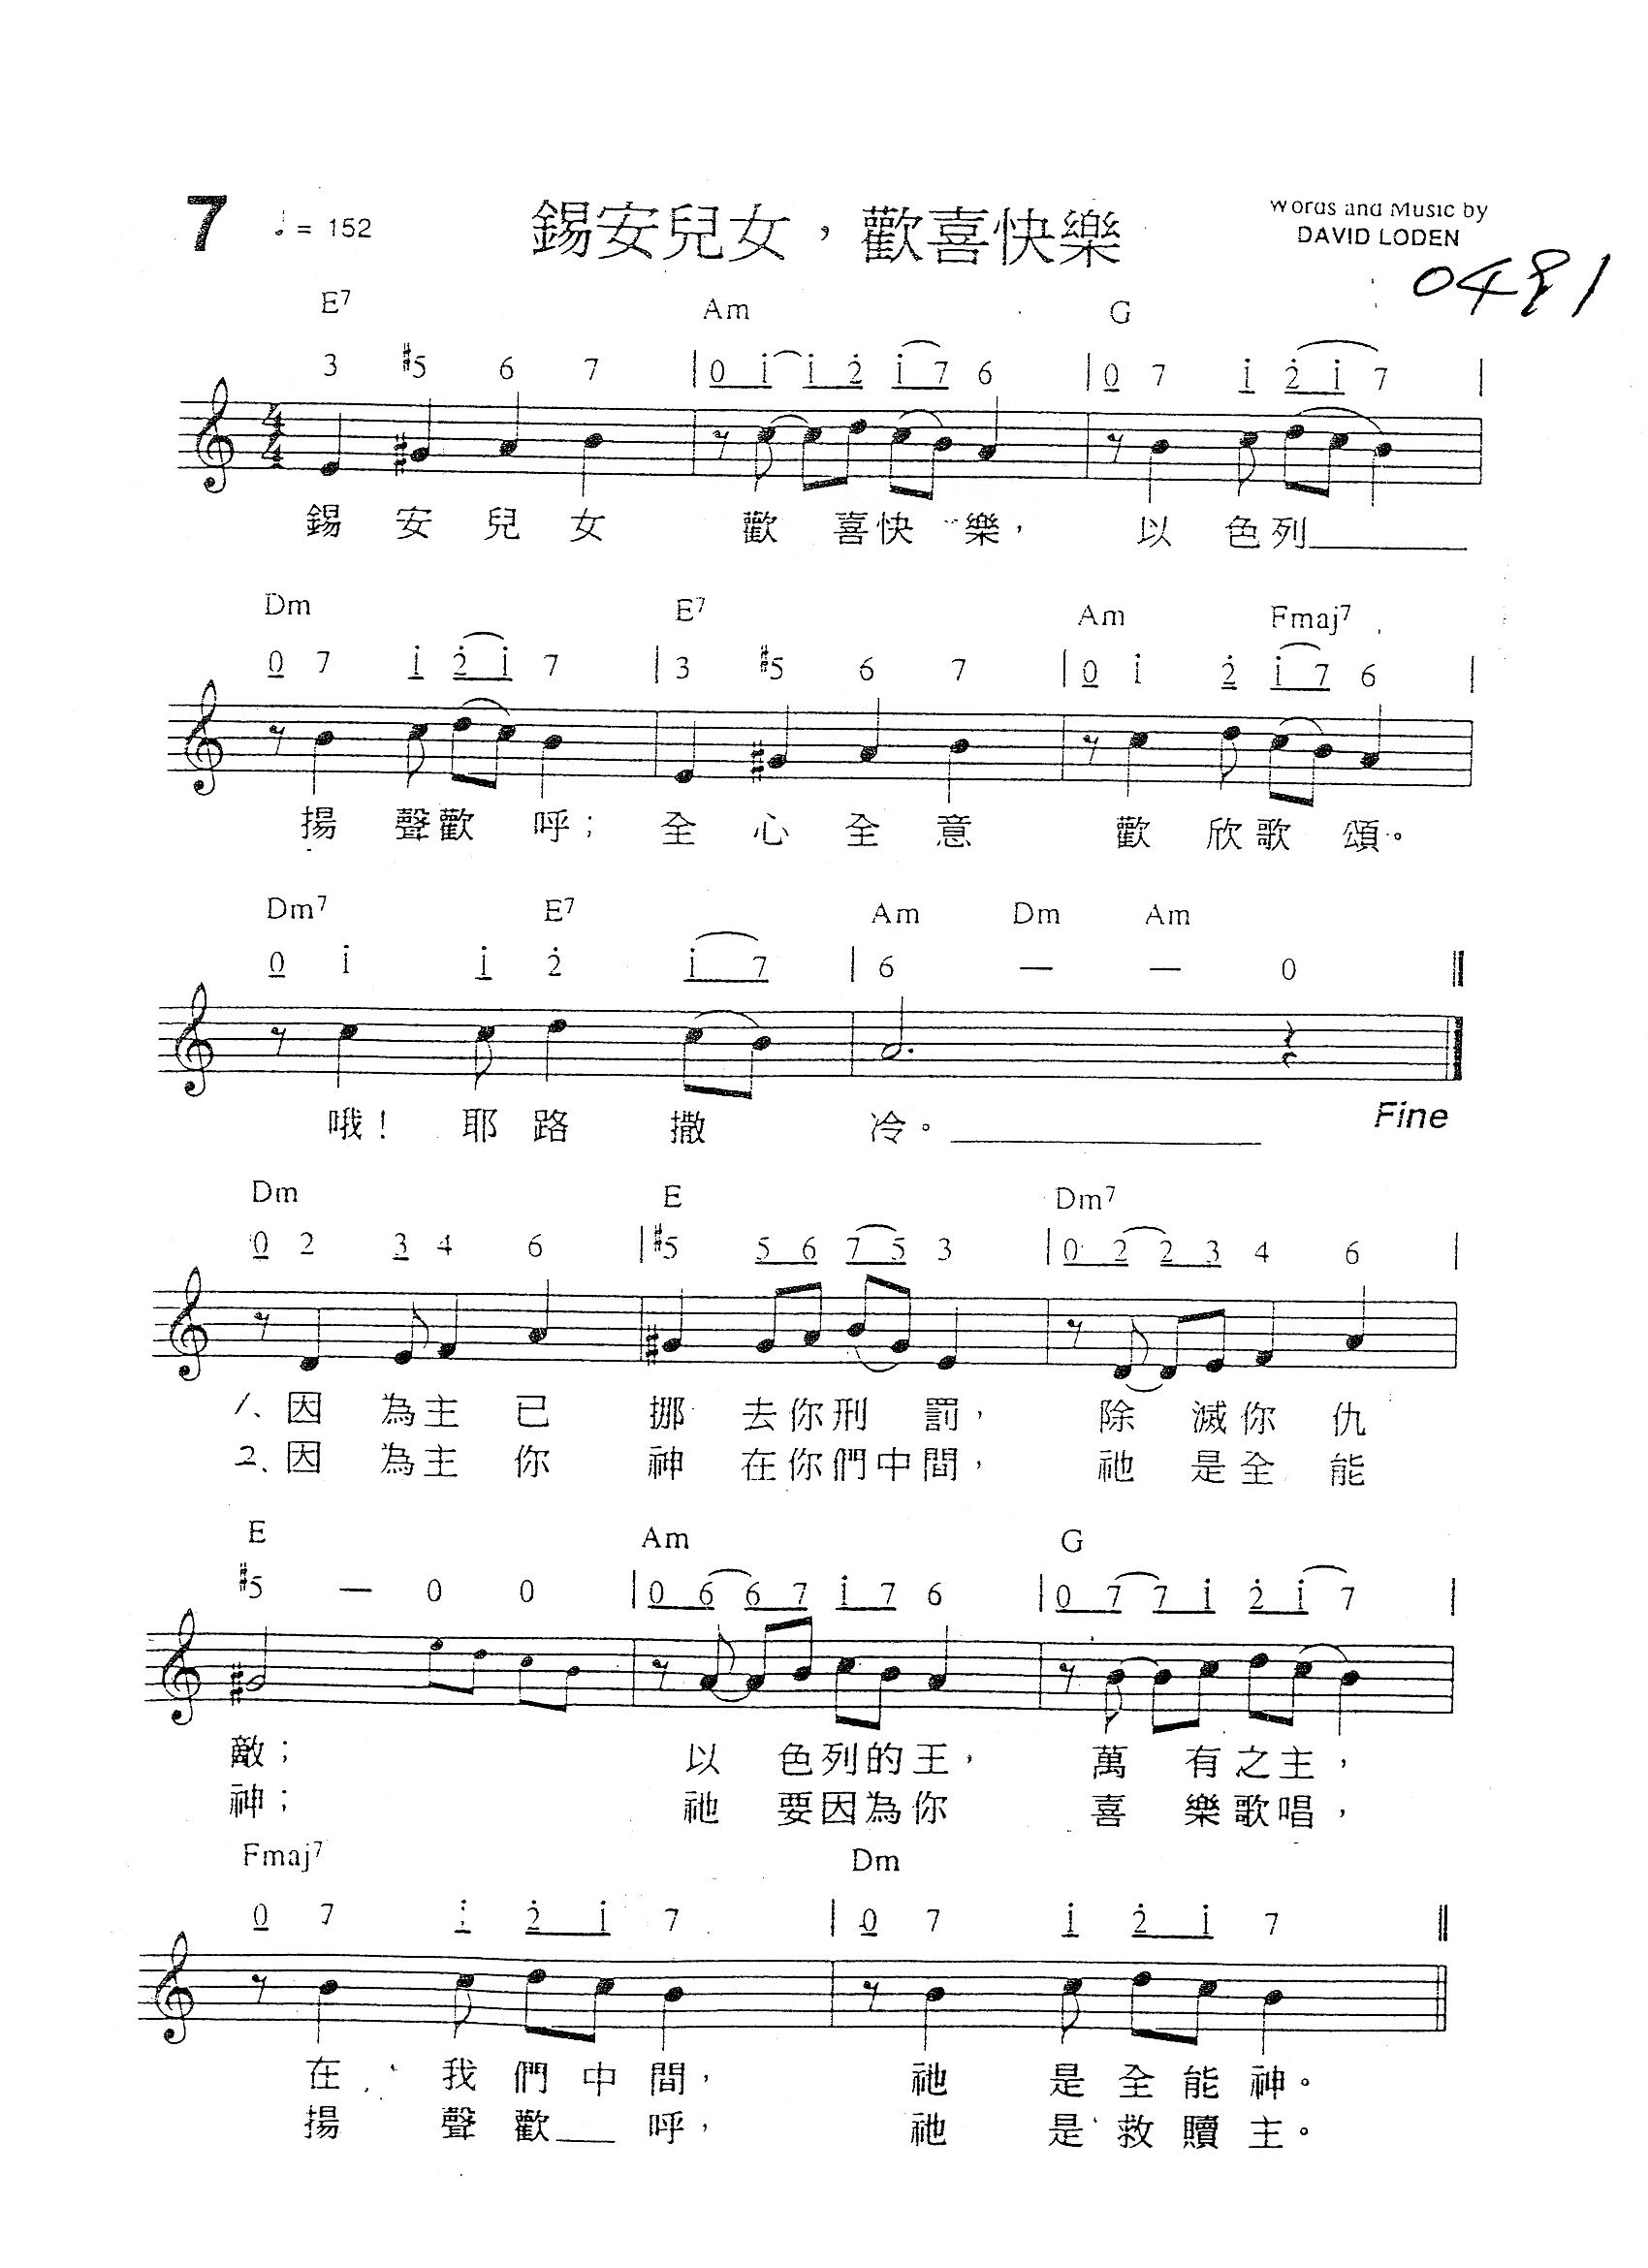 7 ♩= 152 錫安兒女，歡喜快樂 Words and Music by
DAVID LODEN
E7 Am G
3 #5 6 7 | 0 i i 2̇ i 7 6 | 0 7 i 2̇ i 7 |
錫 安 兒 女 歡 喜快 樂， 以 色列______
Dm E7 Am Fmaj7
0 7 i 2̇ i 7 | 3 #5 6 7 | 0 i 2̇ i 7 6 |
揚 聲歡 呼； 全 心 全 意 歡 欣歌 頌。
Dm7 E7 Am Dm Am
0 i i 2̇ i 7 | 6 — — 0 ‖
哦！ 耶 路 撒 冷。______ Fine
Dm E Dm7
0 2 3 4 6 | #5 5 6 7 5 3 | 0 2 2 3 4 6 |
1、因 為主 已 挪 去你刑 罰， 除 滅你 仇
2、因 為主 你 神 在你們中間， 祂 是全 能
E Am G
#5 — 0 0 | 0 6 6 7 i 7 6 | 0 7 7 i 2̇ i 7 |
敵； 以 色列的王， 萬 有之主，
神； 祂 要因為你 喜 樂歌唱，
Fmaj7 Dm
0 7 i 2̇ i 7 | 0 7 i 2̇ i 7 ‖
在 我 們 中 間， 祂 是 全 能 神。
揚 聲 歡__ 呼， 祂 是 救 贖 主。